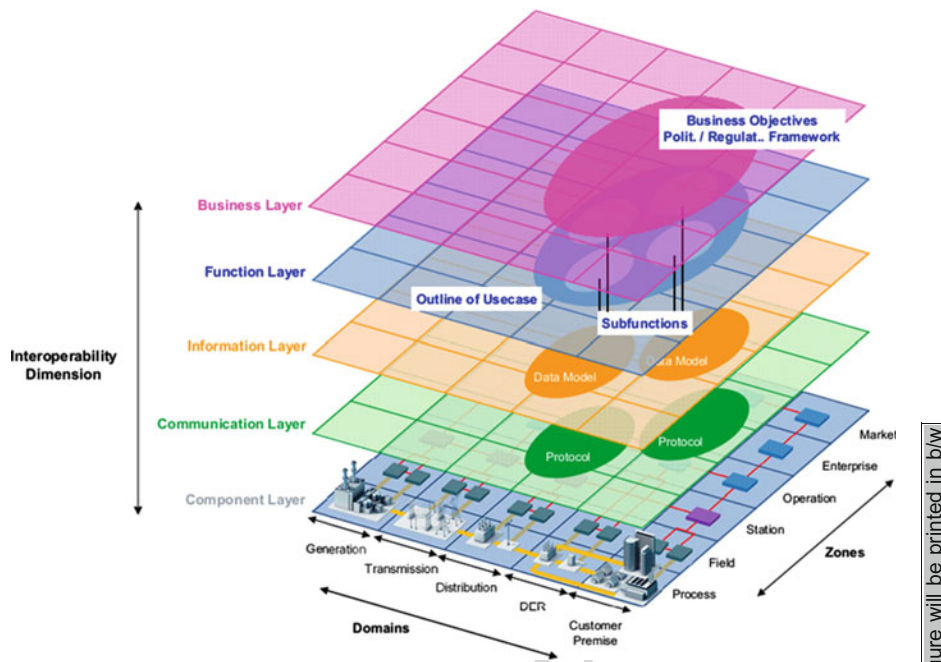 Business Objectives
Polit. / Regulat.. Framework
Business Layer
Function Layer
Outline of Usecase
Subfunctions
Information Layer
Interoperability
Dimension
Data Model
Data Model
Communication Layer
Protocol
Protocol
Component Layer
Market
Enterprise
Operation
Station
Field
Process
Zones
Generation
Transmission
Distribution
DER
Customer
Premise
Domains
ure will be printed in b/w